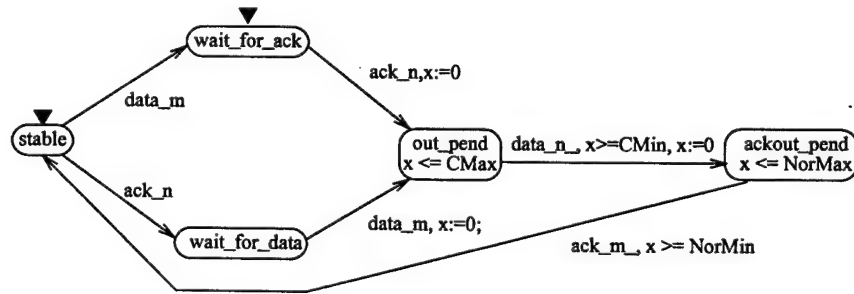 wait_for_ack
ack_n,x:=0
data_m
stable
out_pend
x <= CMax
data_n_, x>=CMin, x:=0
ackout_pend
x <= NorMax
ack_n
wait_for_data
data_m, x:=0;
ack_m_, x >= NorMin